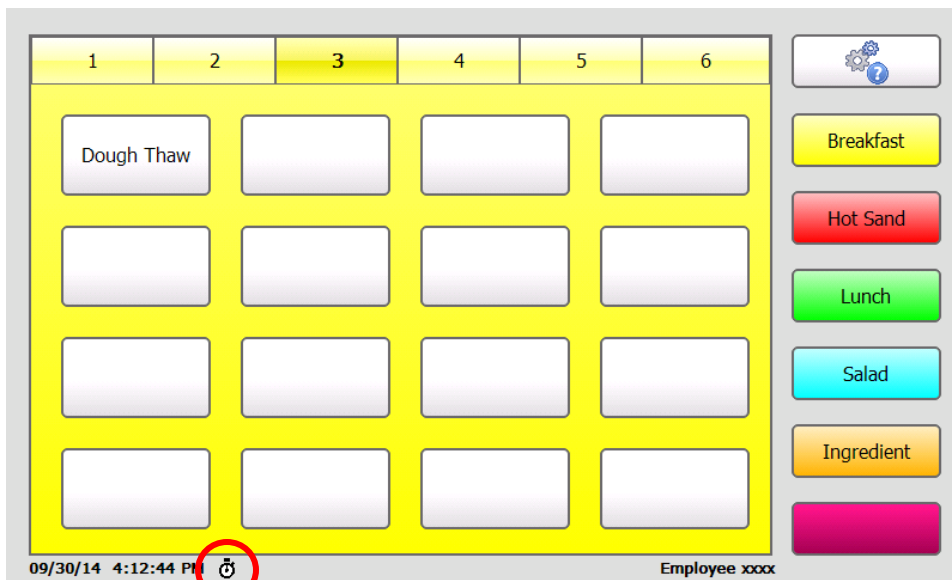 1 2 3 4 5 6
?
Dough Thaw
Breakfast
Hot Sand
Lunch
Salad
Ingredient
09/30/14 4:12:44 PM
Employee xxxx